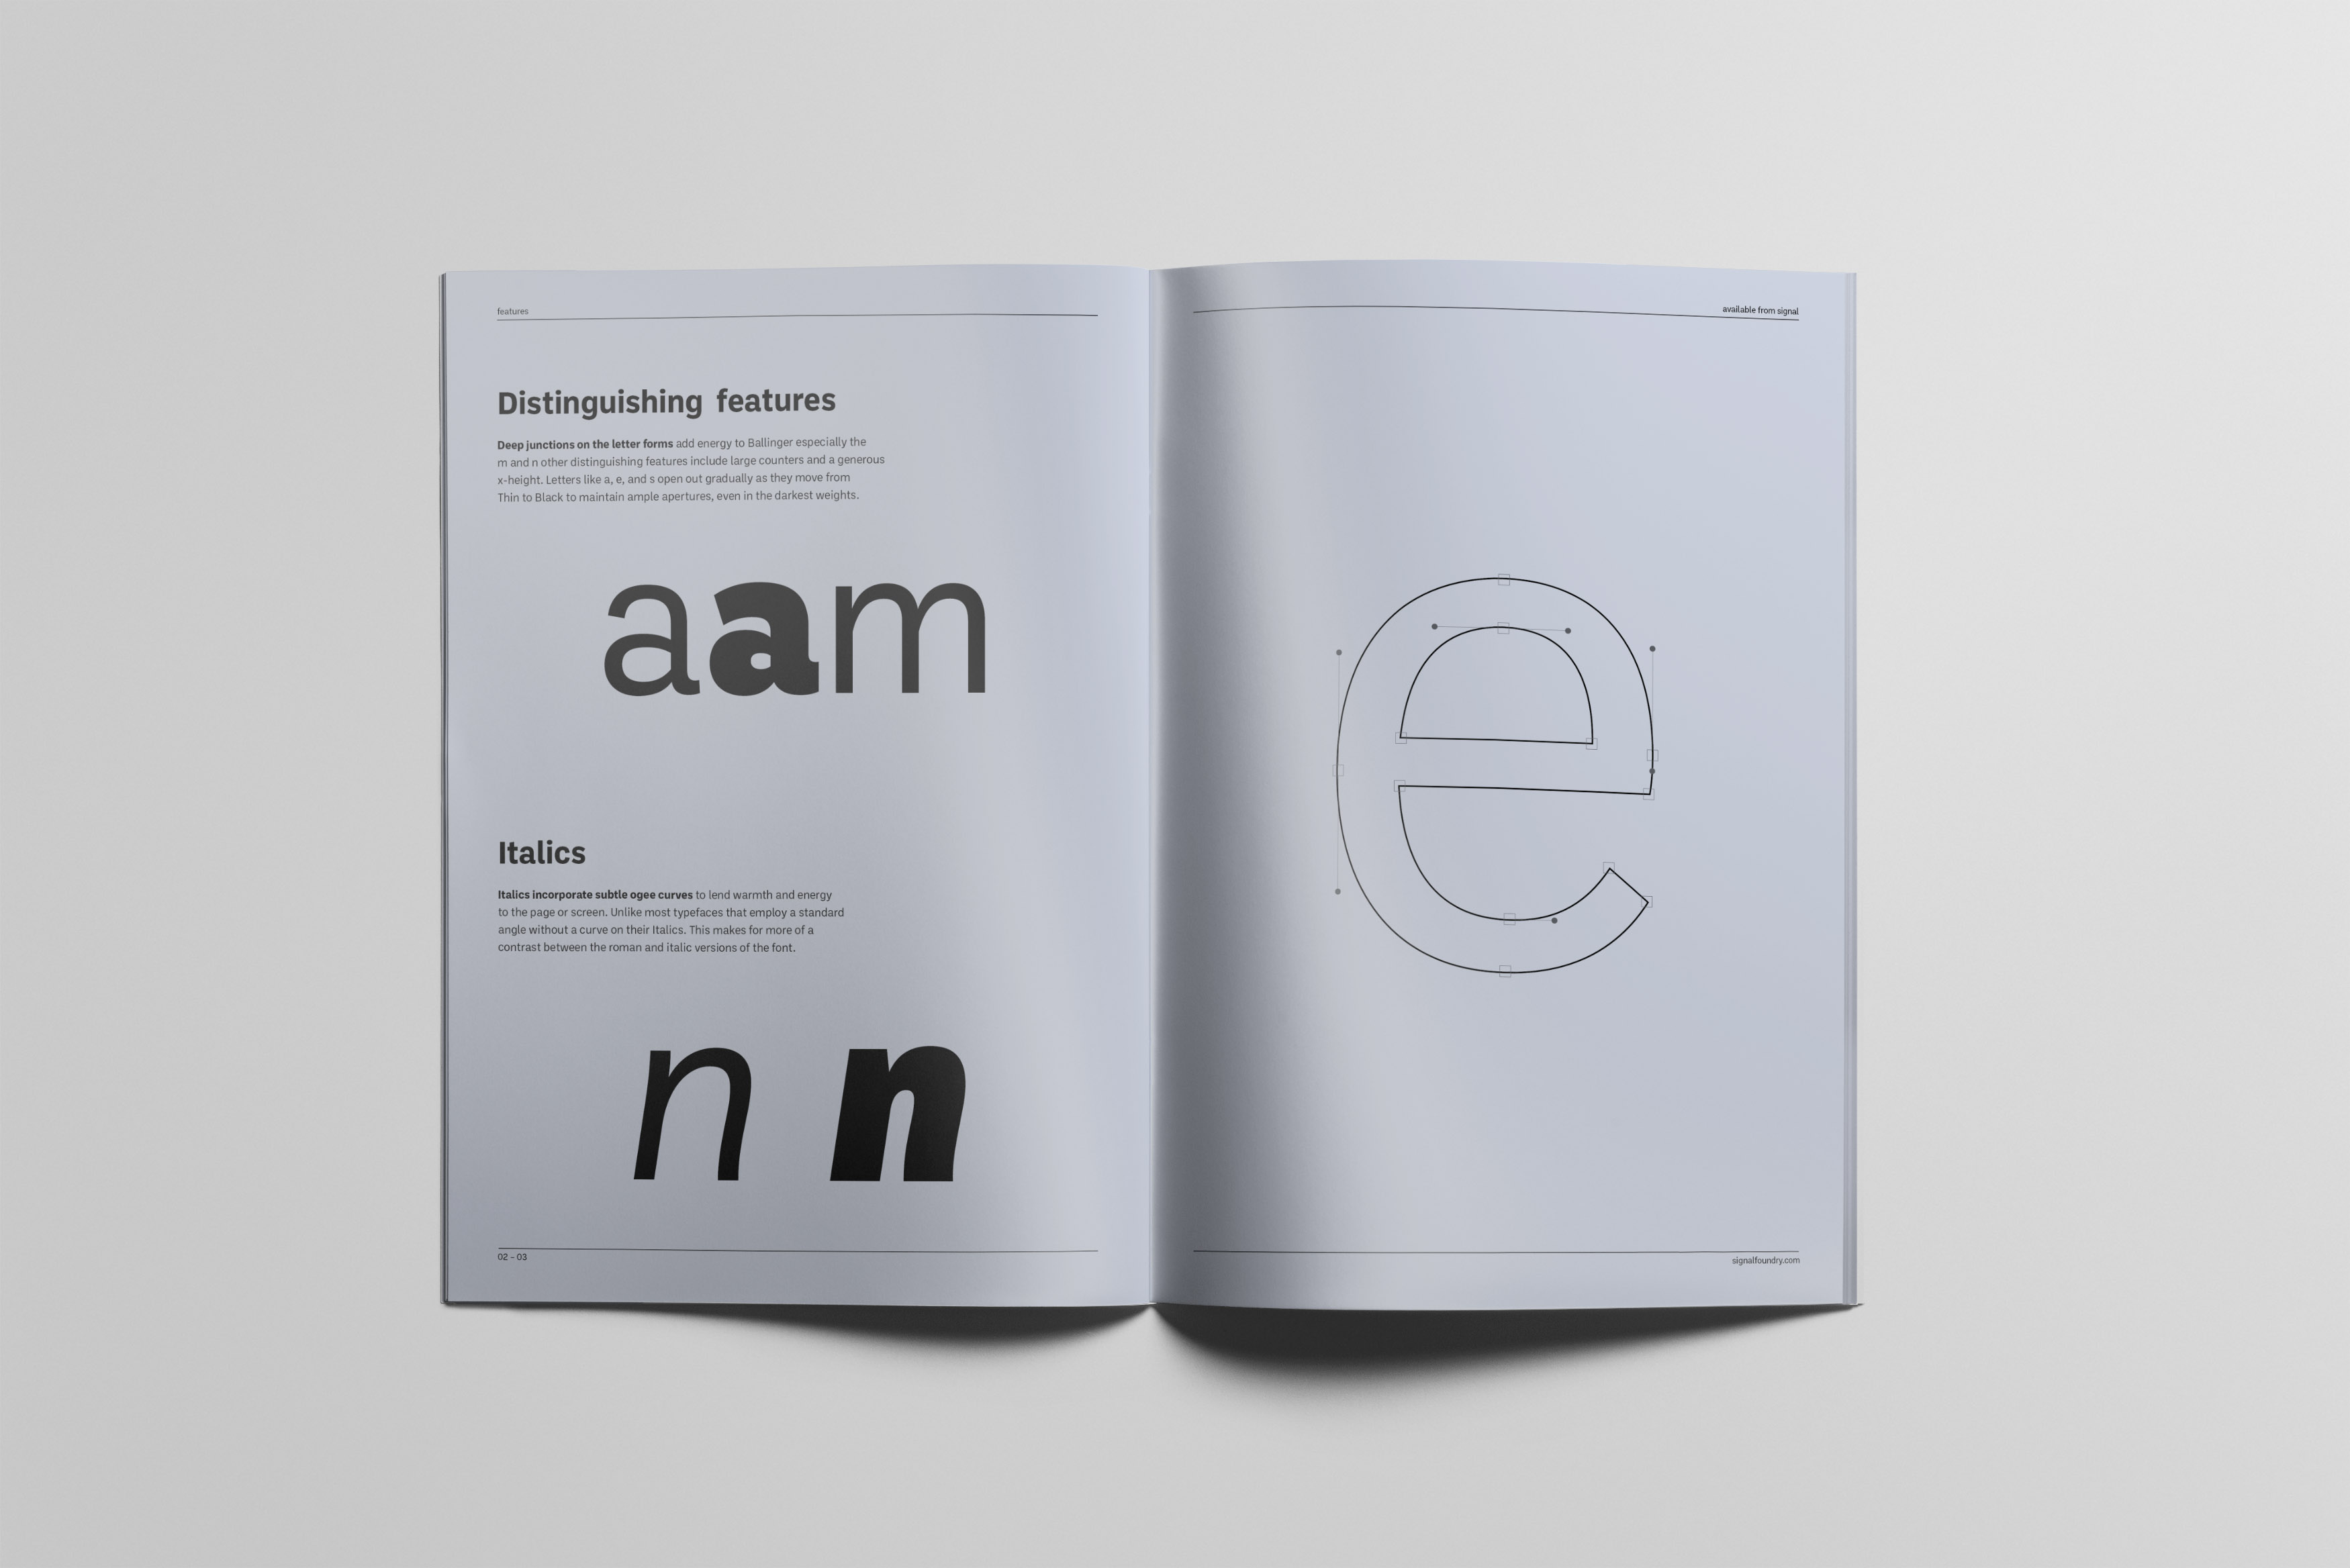 features
Distinguishing features
Deep junctions on the letter forms add energy to Ballinger especially the
m and n other distinguishing features include large counters and a generous
x-height. Letters like a, e, and s open out gradually as they move from
Thin to Black to maintain ample apertures, even in the darkest weights.
aam
Italics
Italics incorporate subtle ogee curves to lend warmth and energy
to the page or screen. Unlike most typefaces that employ a standard
angle without a curve on their Italics. This makes for more of a
contrast between the roman and italic versions of the font.
n n
02 – 03
available from signal
e
signalfoundry.com